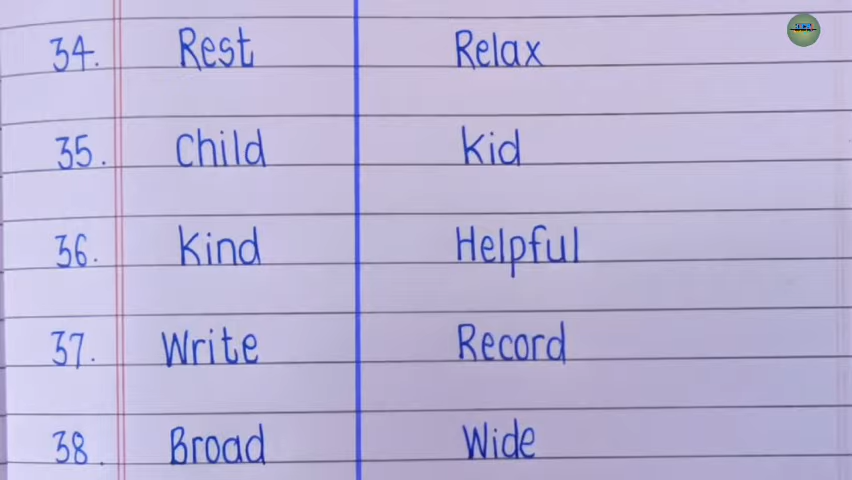 34. Rest Relax
35. Child Kid
36. Kind Helpful
37. Write Record
38. Broad Wide